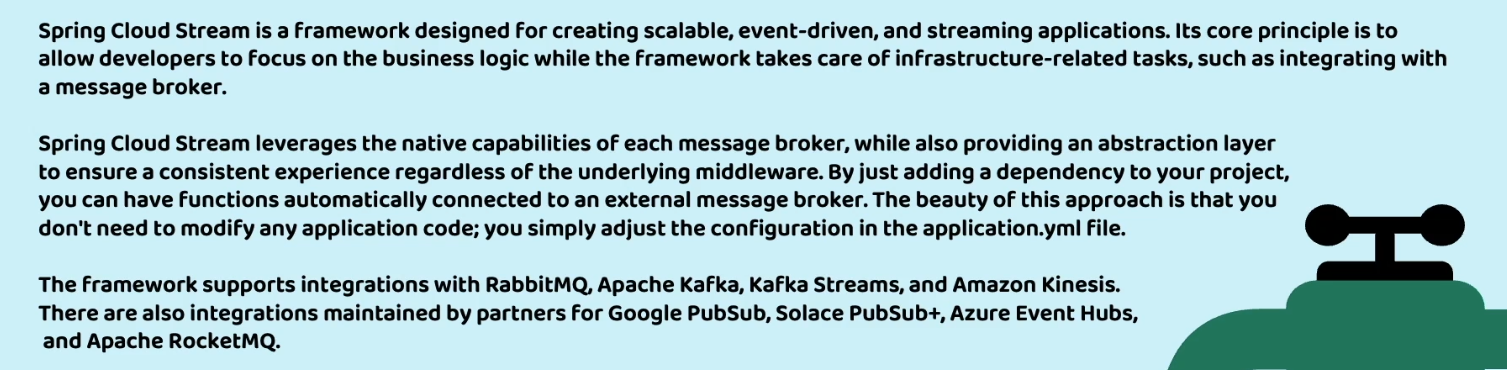 Spring Cloud Stream is a framework designed for creating scalable, event-driven, and streaming applications. Its core principle is to
allow developers to focus on the business logic while the framework takes care of infrastructure-related tasks, such as integrating with
a message broker.
Spring Cloud Stream leverages the native capabilities of each message broker, while also providing an abstraction layer
to ensure a consistent experience regardless of the underlying middleware. By just adding a dependency to your project,
you can have functions automatically connected to an external message broker. The beauty of this approach is that you
don't need to modify any application code; you simply adjust the configuration in the application.yml file.
The framework supports integrations with RabbitMQ, Apache Kafka, Kafka Streams, and Amazon Kinesis.
There are also integrations maintained by partners for Google PubSub, Solace PubSub+, Azure Event Hubs,
and Apache RocketMQ.